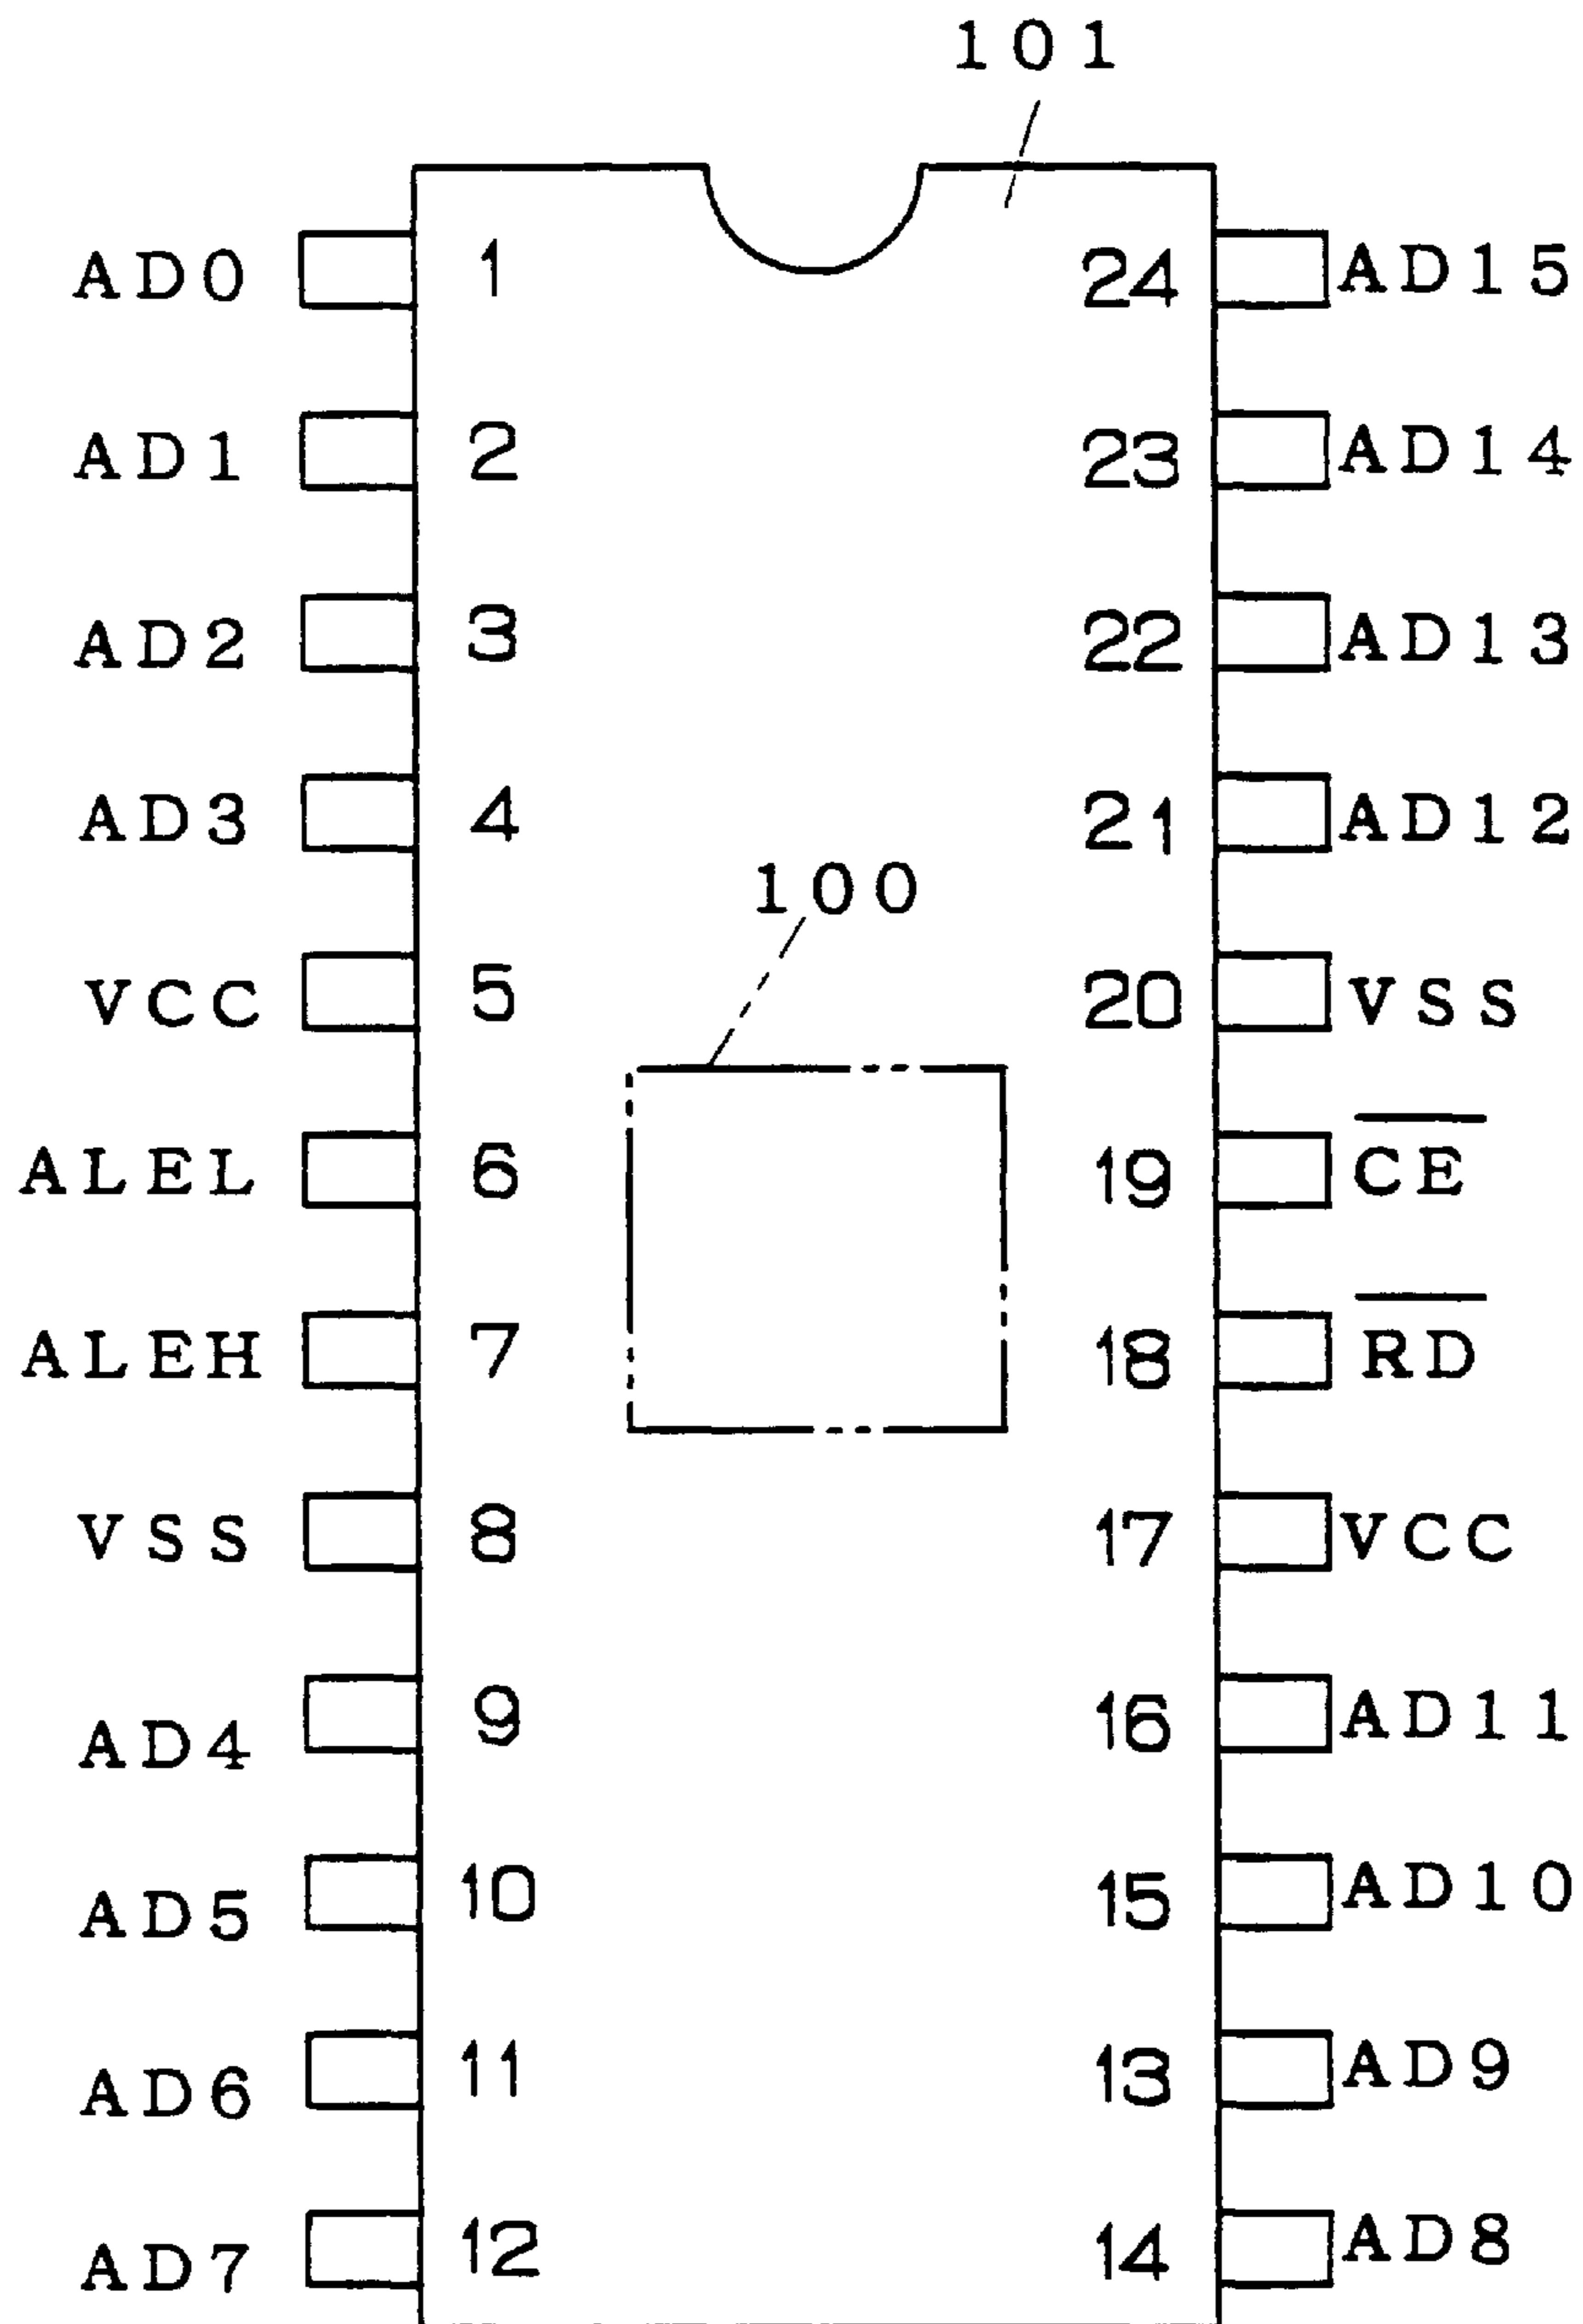 101
AD0 1 24 AD15
AD1 2 23 AD14
AD2 3 22 AD13
AD3 4 21 AD12
100
VCC 5 20 VSS
ALEL 6 19 CE
ALEH 7 18 RD
VSS 8 17 VCC
AD4 9 16 AD11
AD5 10 15 AD10
AD6 11 13 AD9
AD7 12 14 AD8